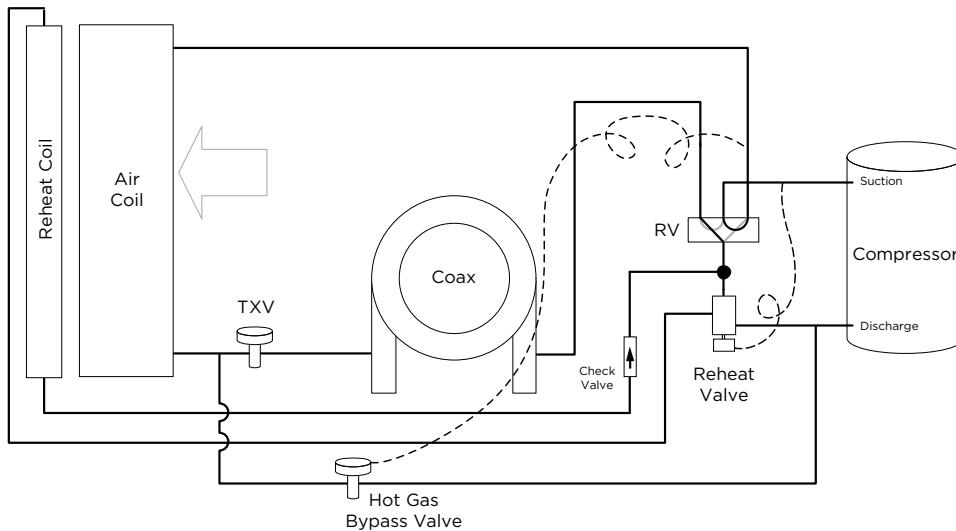 Reheat Coil
Air
Coil
TXV
Coax
RV
Check
Valve
Reheat
Valve
Suction
Compressor
Discharge
Hot Gas
Bypass Valve